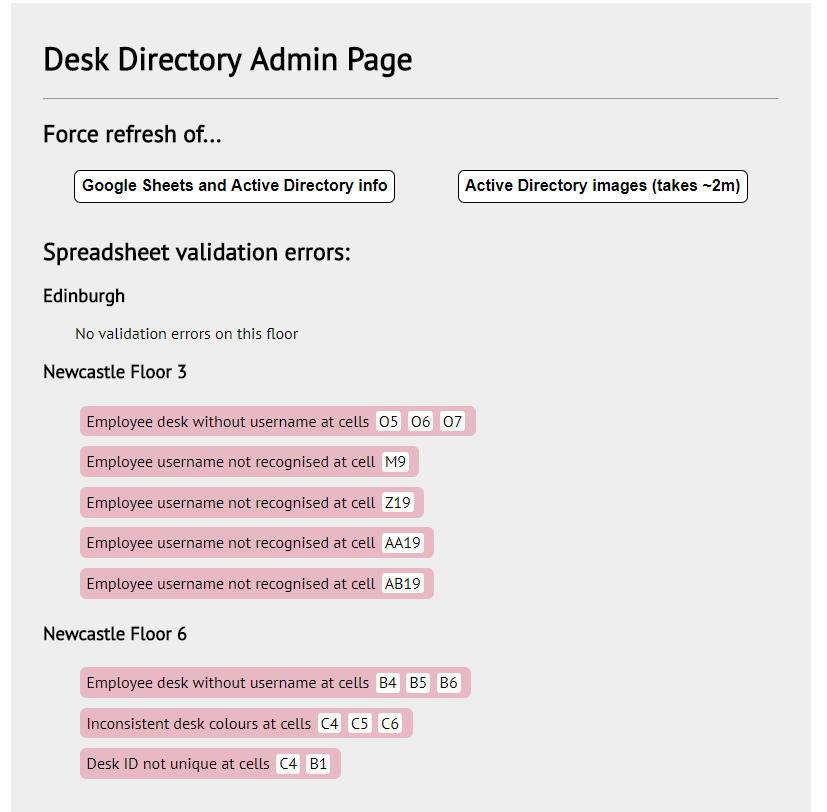 Desk Directory Admin Page
Force refresh of...
Google Sheets and Active Directory info
Active Directory images (takes ~2m)
Spreadsheet validation errors:
Edinburgh
No validation errors on this floor
Newcastle Floor 3
Employee desk without username at cells O5 O6 O7
Employee username not recognised at cell M9
Employee username not recognised at cell Z19
Employee username not recognised at cell AA19
Employee username not recognised at cell AB19
Newcastle Floor 6
Employee desk without username at cells B4 B5 B6
Inconsistent desk colours at cells C4 C5 C6
Desk ID not unique at cells C4 B1